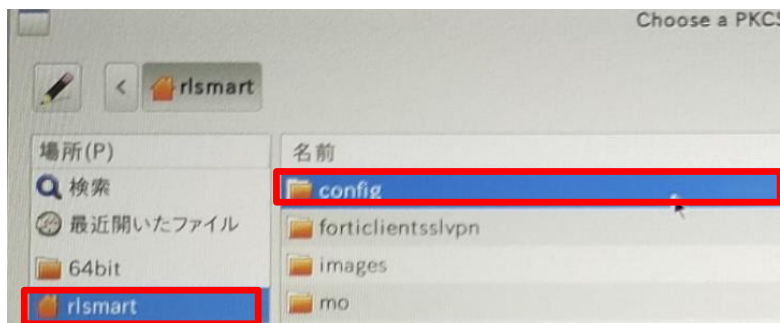 Choose a PKCS
rlsmart
場所(P)
名前
検索
config
最近開いたファイル
forticlientsslvpn
64bit
images
rlsmart
mo